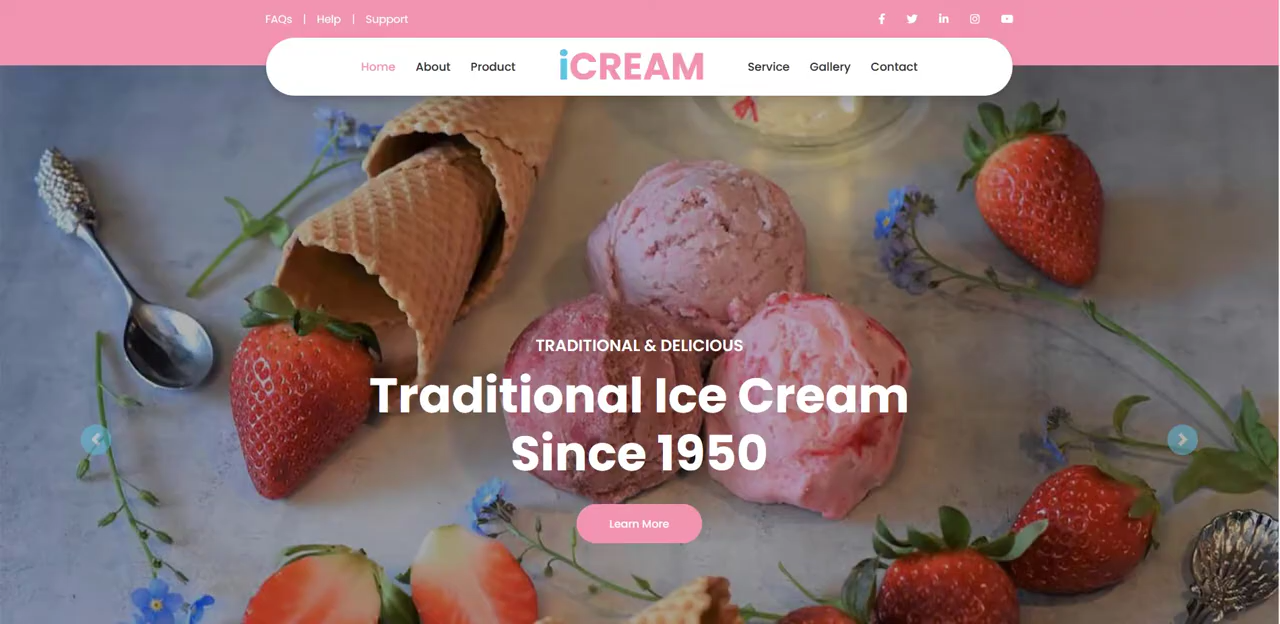 FAQs | Help | Support
Home About Product iCREAM Service Gallery Contact
TRADITIONAL & DELICIOUS
Traditional Ice Cream
Since 1950
Learn More